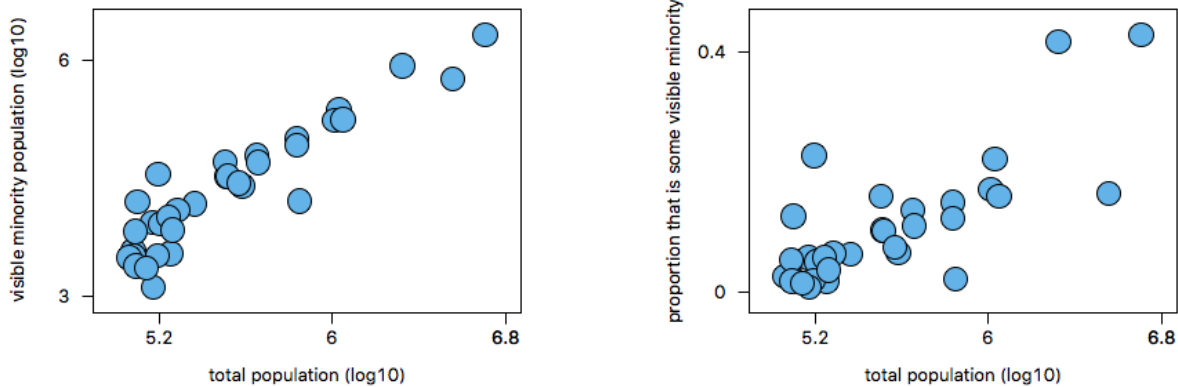 visible minority population (log10)
6
3
5.2
6
6.8
total population (log10)
proportion that is some visible minority
0.4
0
5.2
6
6.8
total population (log10)